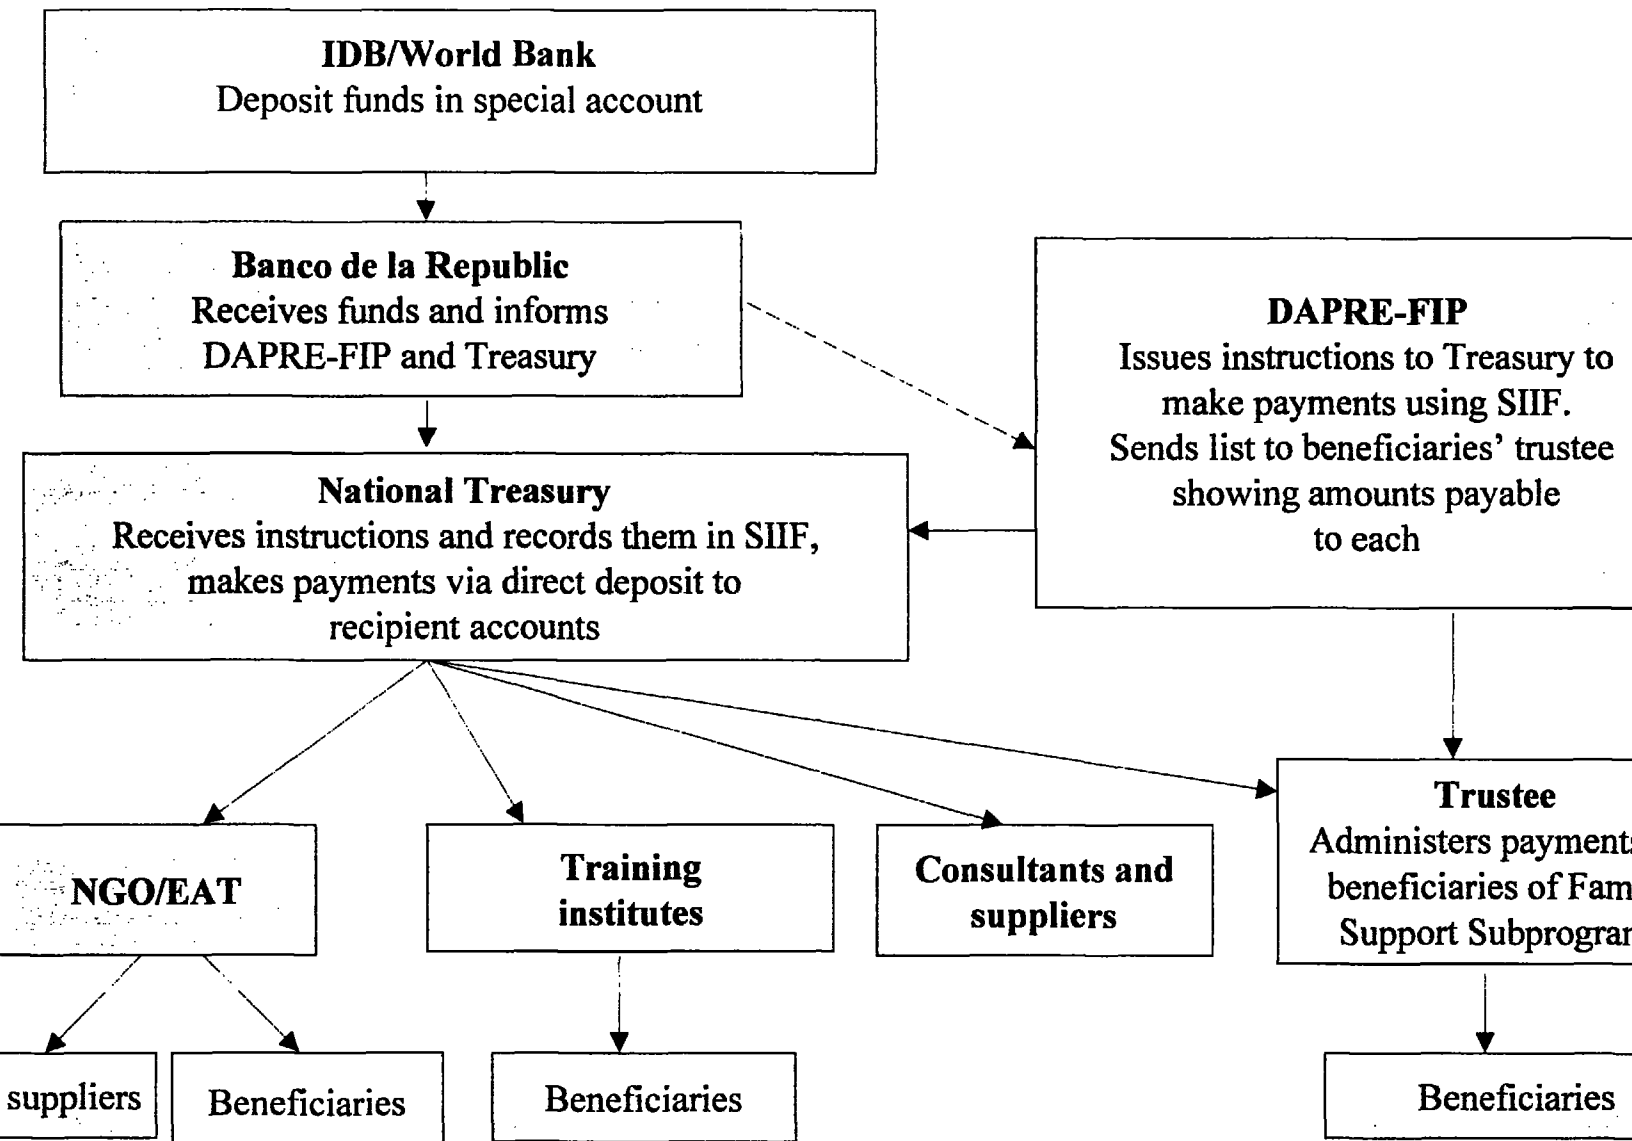 IDB/World Bank
Deposit funds in special account
Banco de la Republic
Receives funds and informs
DAPRE-FIP and Treasury
DAPRE-FIP
Issues instructions to Treasury to
make payments using SIIF.
Sends list to beneficiaries’ trustee
showing amounts payable
to each
National Treasury
Receives instructions and records them in SIIF,
makes payments via direct deposit to
recipient accounts
NGO/EAT
Training
institutes
Consultants and
suppliers
Trustee
Administers payments
beneficiaries of
Support
suppliers
Beneficiaries
Beneficiaries
Beneficiaries